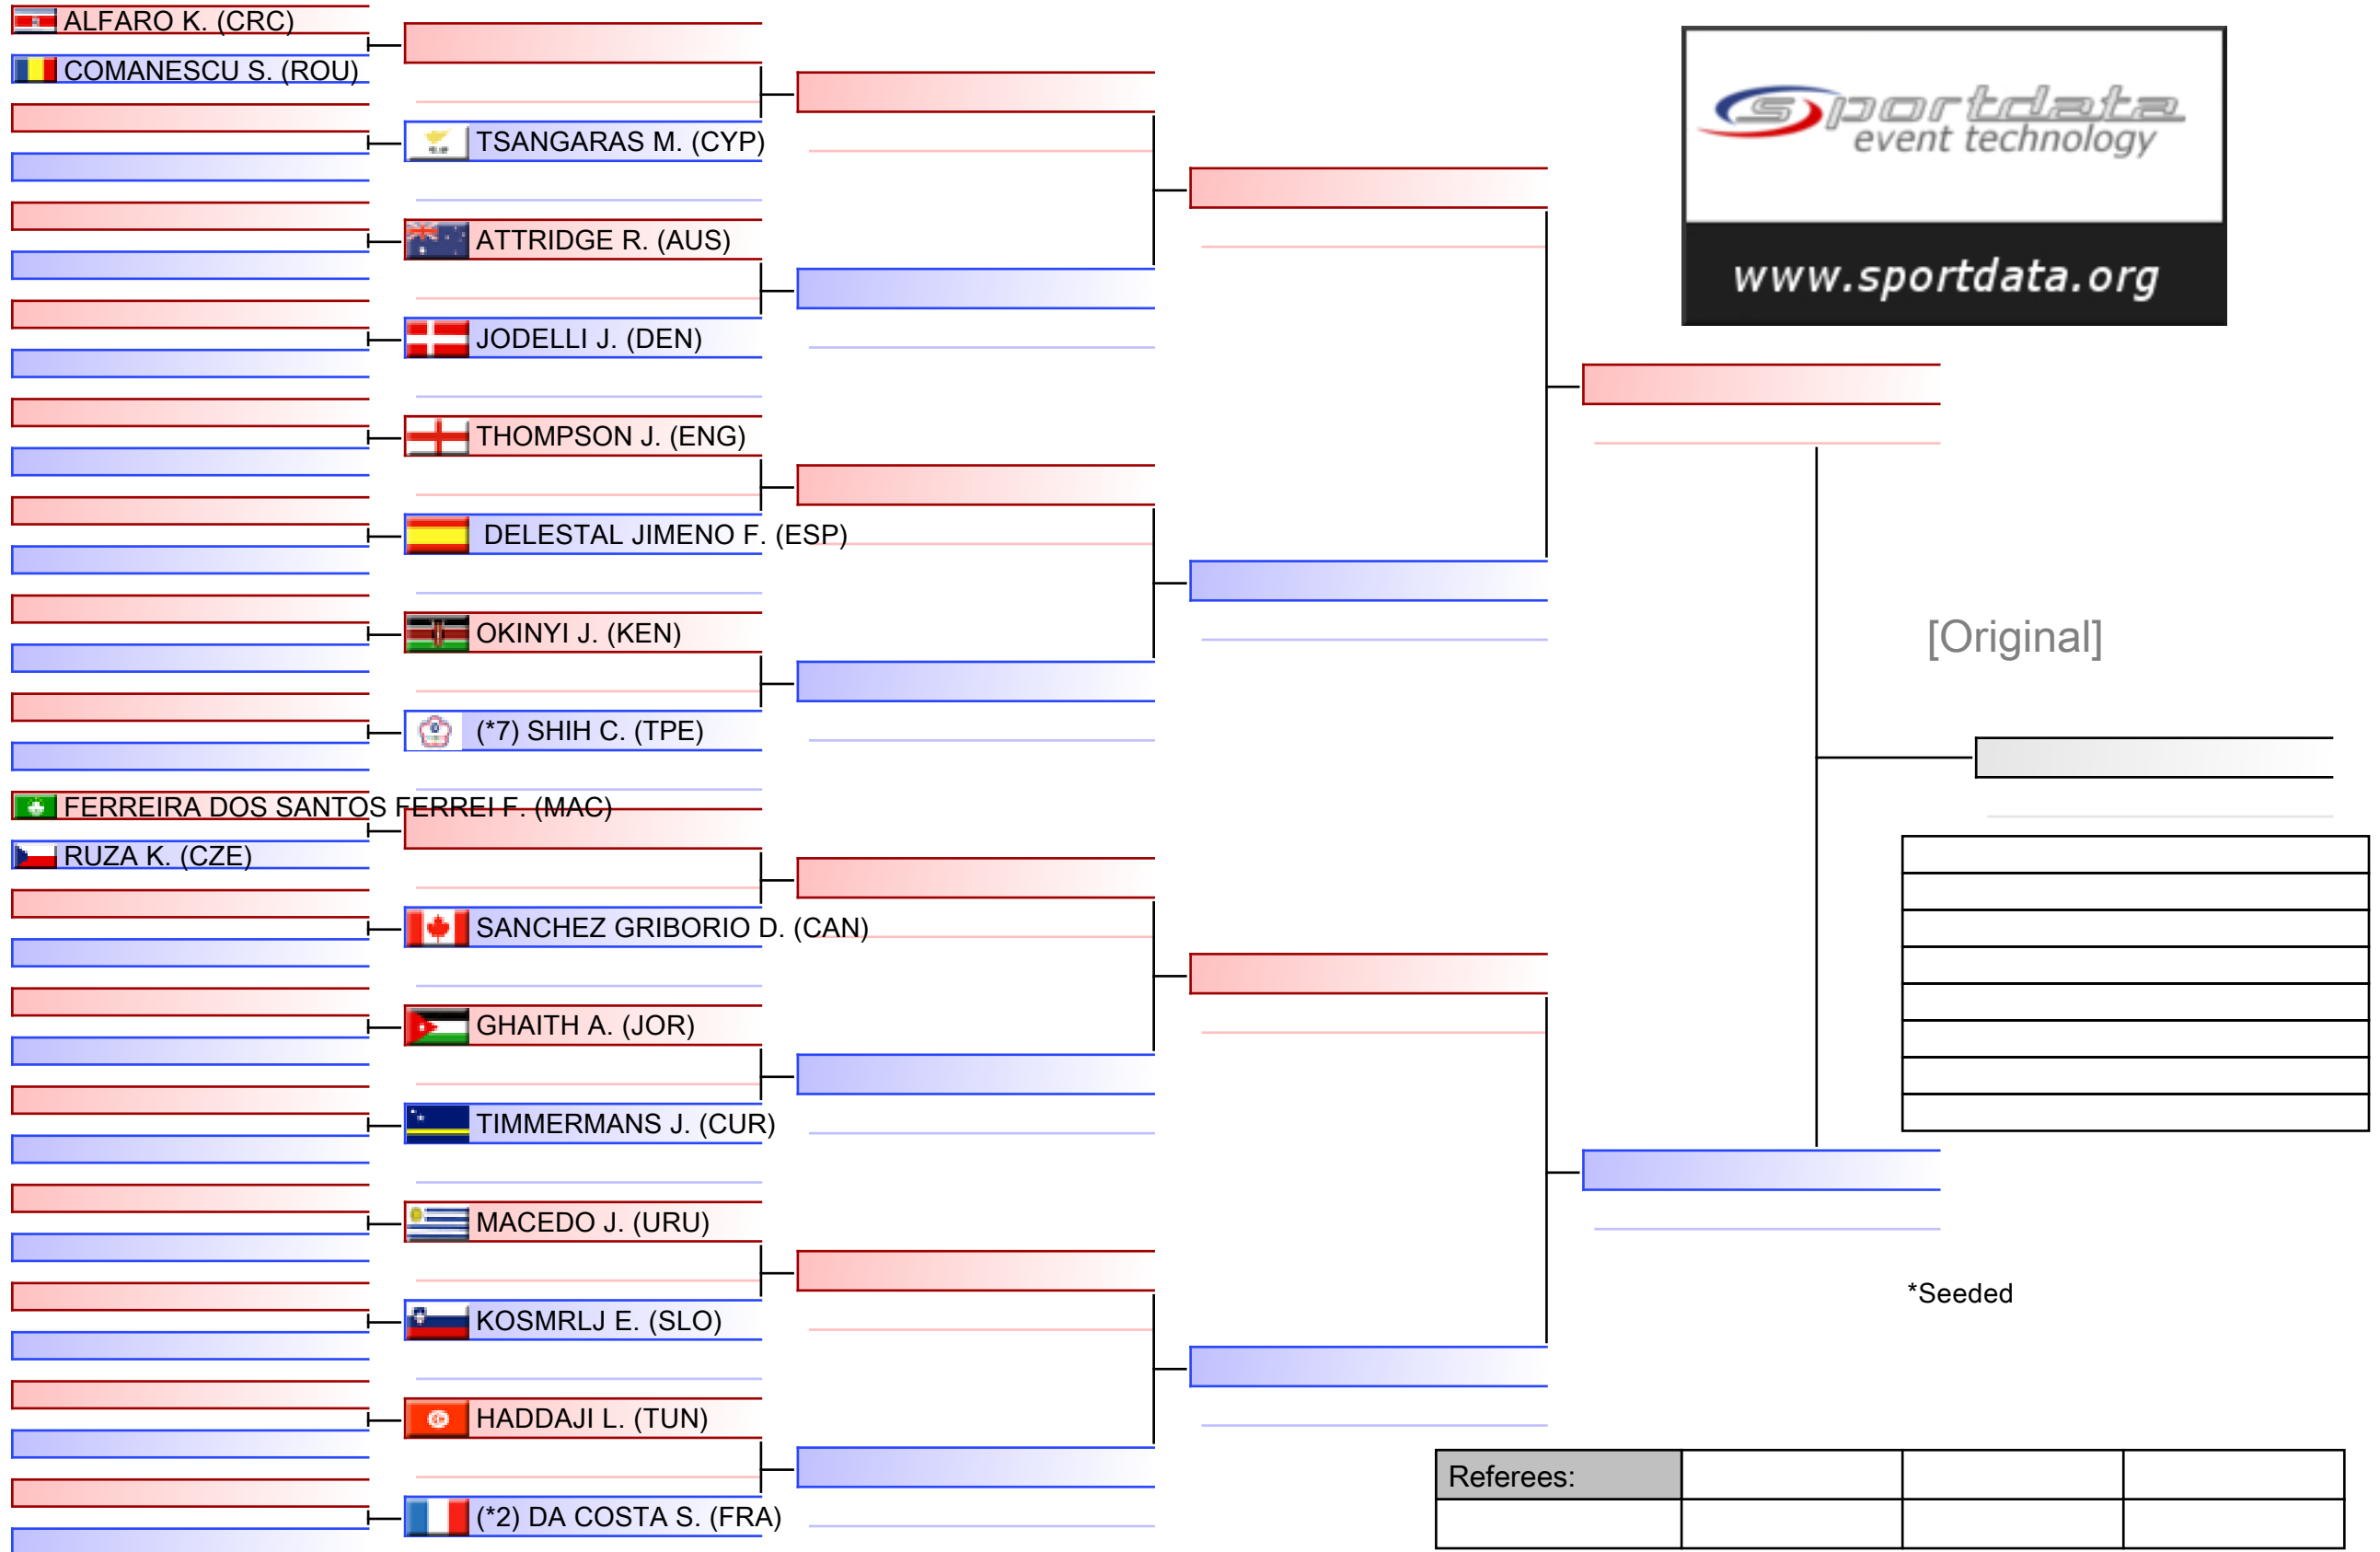 ALFARO K. (CRC)
COMANESCU S. (ROU)
TSANGARAS M. (CYP)
ATTRIDGE R. (AUS)
JODELLI J. (DEN)
THOMPSON J. (ENG)
DELESTAL JIMENO F. (ESP)
OKINYI J. (KEN)
(*7) SHIH C. (TPE)
FERREIRA DOS SANTOS FERREI F. (MAC)
RUZA K. (CZE)
SANCHEZ GRIBORIO D. (CAN)
GHAITH A. (JOR)
TIMMERMANS J. (CUR)
MACEDO J. (URU)
KOSMRLJ E. (SLO)
HADDAJI L. (TUN)
(*2) DA COSTA S. (FRA)
sportdata
event technology
www.sportdata.org
[Original]
*Seeded
Referees: